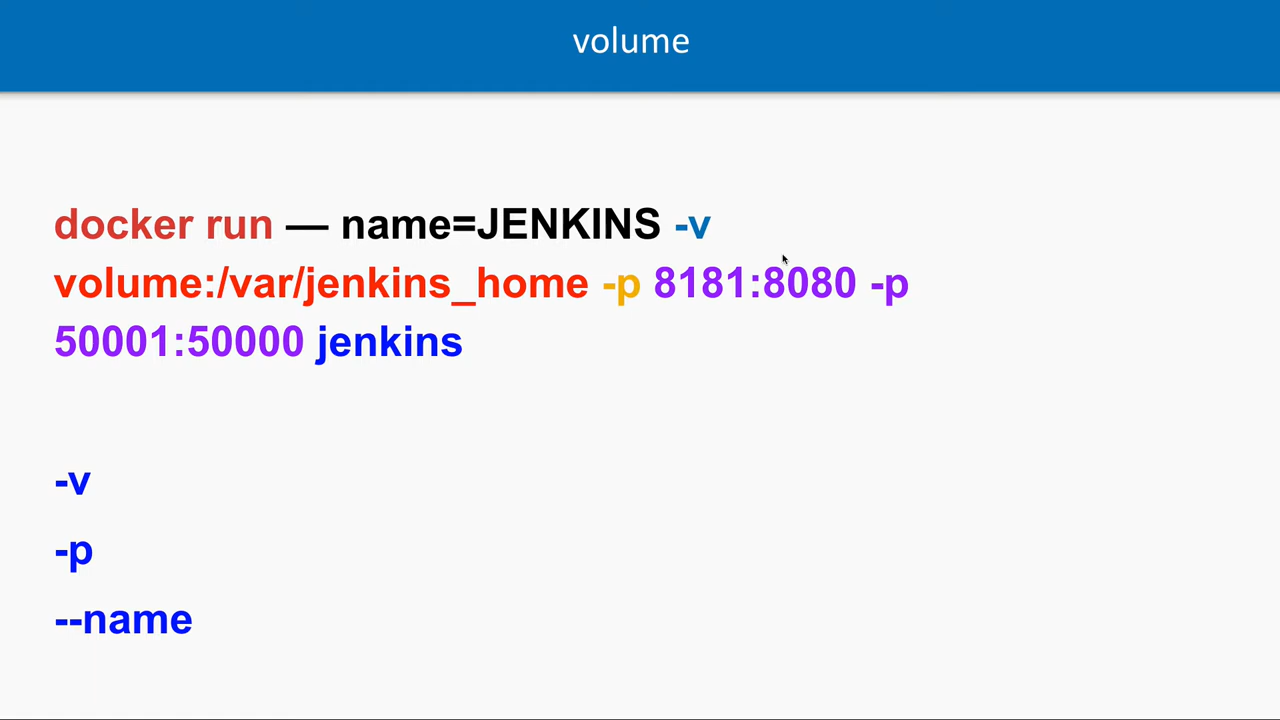 volume
docker run — name=JENKINS -v
volume:/var/jenkins_home -p 8181:8080 -p
50001:50000 jenkins
-v
-p
--name